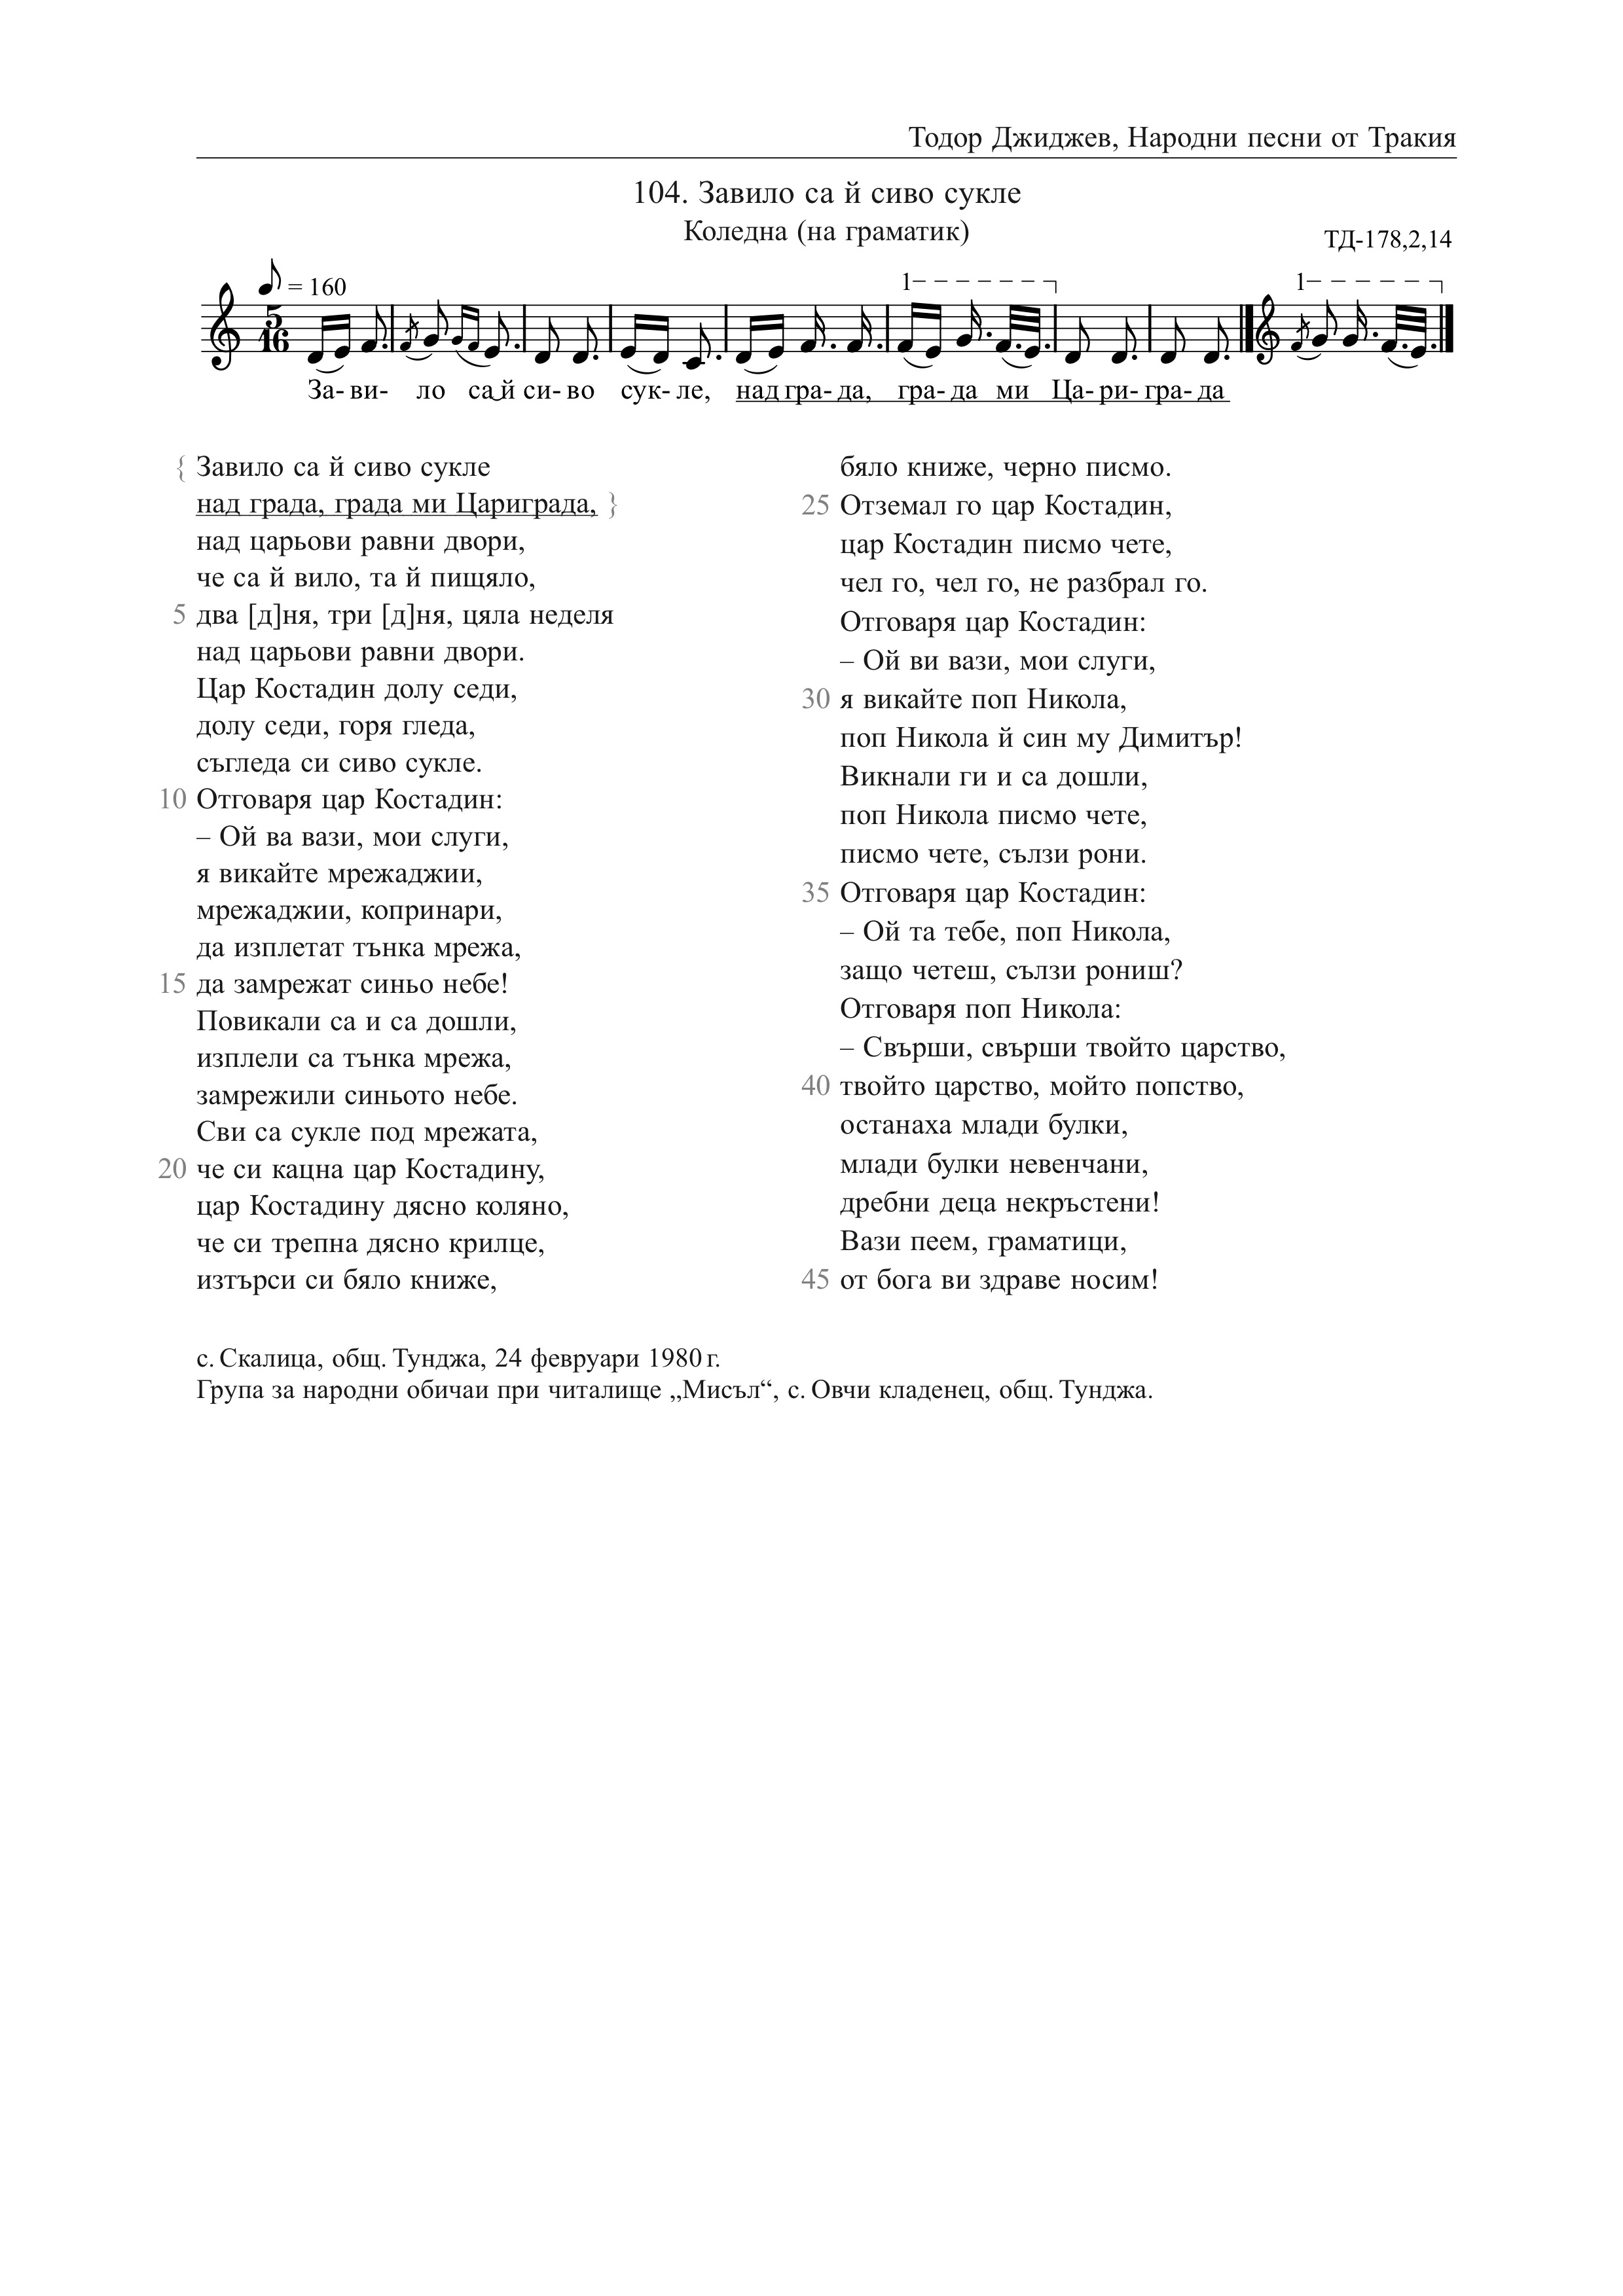 Тодор Джиджев, Народни песни от Тракия
104. Завило са й сиво сукле
Коледна (на граматик)
ТД-178,2,14
= 160
1
1
5
16
За- ви- ло са й си- во сук- ле, над гра- да, гра- да ми Ца- ри- гра- да
{ Завило са й сиво сукле
над града, града ми Цариграда, }
над царьови равни двори,
че са й вило, та й пищяло,
5 два [д]ня, три [д]ня, цяла неделя
над царьови равни двори.
Цар Костадин долу седи,
долу седи, горя гледа,
съгледа си сиво сукле.
10 Отговаря цар Костадин:
– Ой ва вази, мои слуги,
я викайте мрежаджии,
мрежаджии, копринари,
да изплетат тънка мрежа,
15 да замрежат синьо небе!
Повикали са и са дошли,
изплели са тънка мрежа,
замрежили синьото небе.
Сви са сукле под мрежата,
20 че си кацна цар Костадину,
цар Костадину дясно коляно,
че си трепна дясно крилце,
изтърси си бяло книже,
бяло книже, черно писмо.
25 Отземал го цар Костадин,
цар Костадин писмо чете,
чел го, чел го, не разбрал го.
Отговаря цар Костадин:
– Ой ви вази, мои слуги,
30 я викайте поп Никола,
поп Никола й син му Димитър!
Викнали ги и са дошли,
поп Никола писмо чете,
писмо чете, сълзи рони.
35 Отговаря цар Костадин:
– Ой та тебе, поп Никола,
защо четеш, сълзи рониш?
Отговаря поп Никола:
– Свърши, свърши твойто царство,
40 твойто царство, мойто попство,
останаха млади булки,
млади булки невенчани,
дребни деца некръстени!
Вази пеем, граматици,
45 от бога ви здраве носим!
с. Скалица, общ. Тунджа, 24 февруари 1980 г.
Група за народни обичаи при читалище „Мисъл“, с. Овчи кладенец, общ. Тунджа.